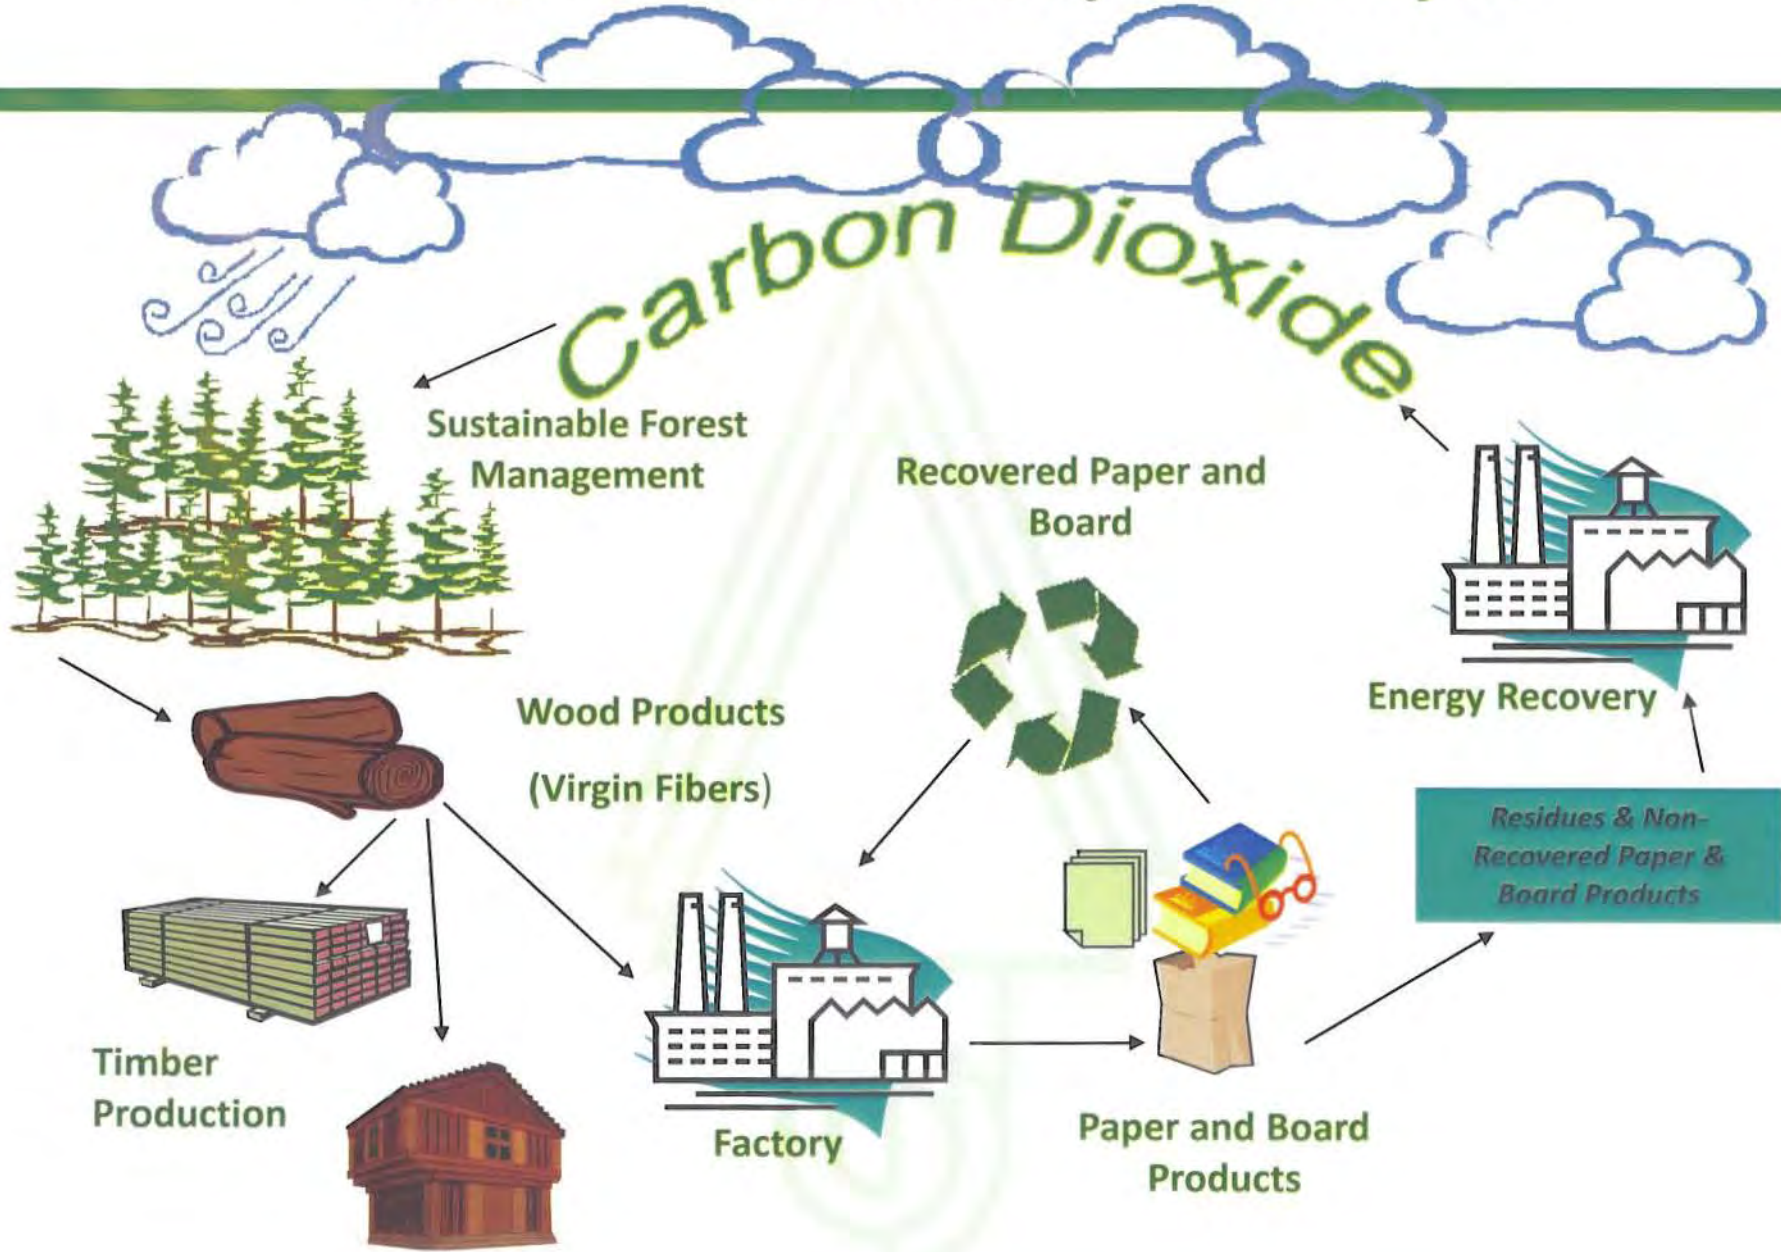 Carbon Dioxide
Sustainable Forest
Management
Recovered Paper and
Board
Energy Recovery
Wood Products
(Virgin Fibers)
Residues & Non-
Recovered Paper &
Board Products
Timber
Production
Factory
Paper and Board
Products